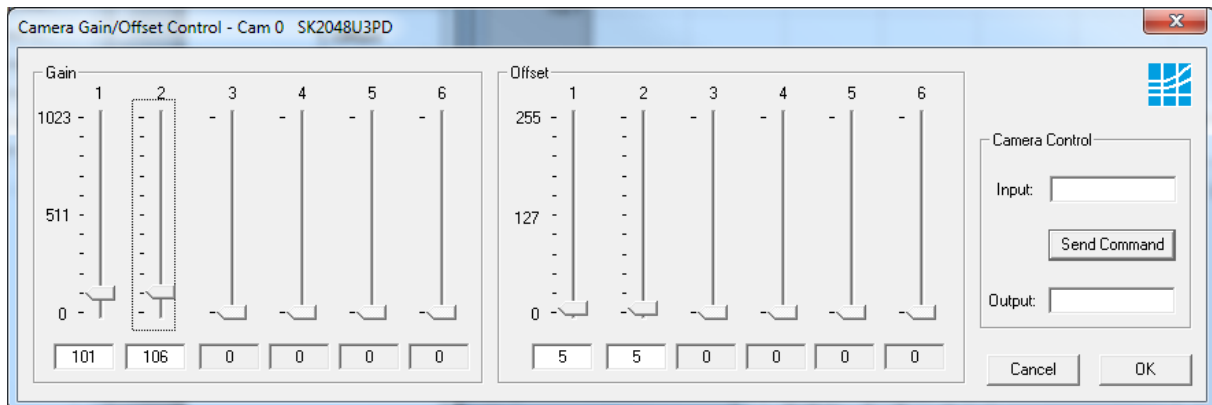 Camera Gain/Offset Control - Cam 0 SK2048U3PD
Gain
1 2 3 4 5 6
1023
511
0
101 106 0 0 0 0
Offset
1 2 3 4 5 6
255
127
0
5 5 0 0 0 0
Camera Control
Input:
Send Command
Output:
Cancel OK